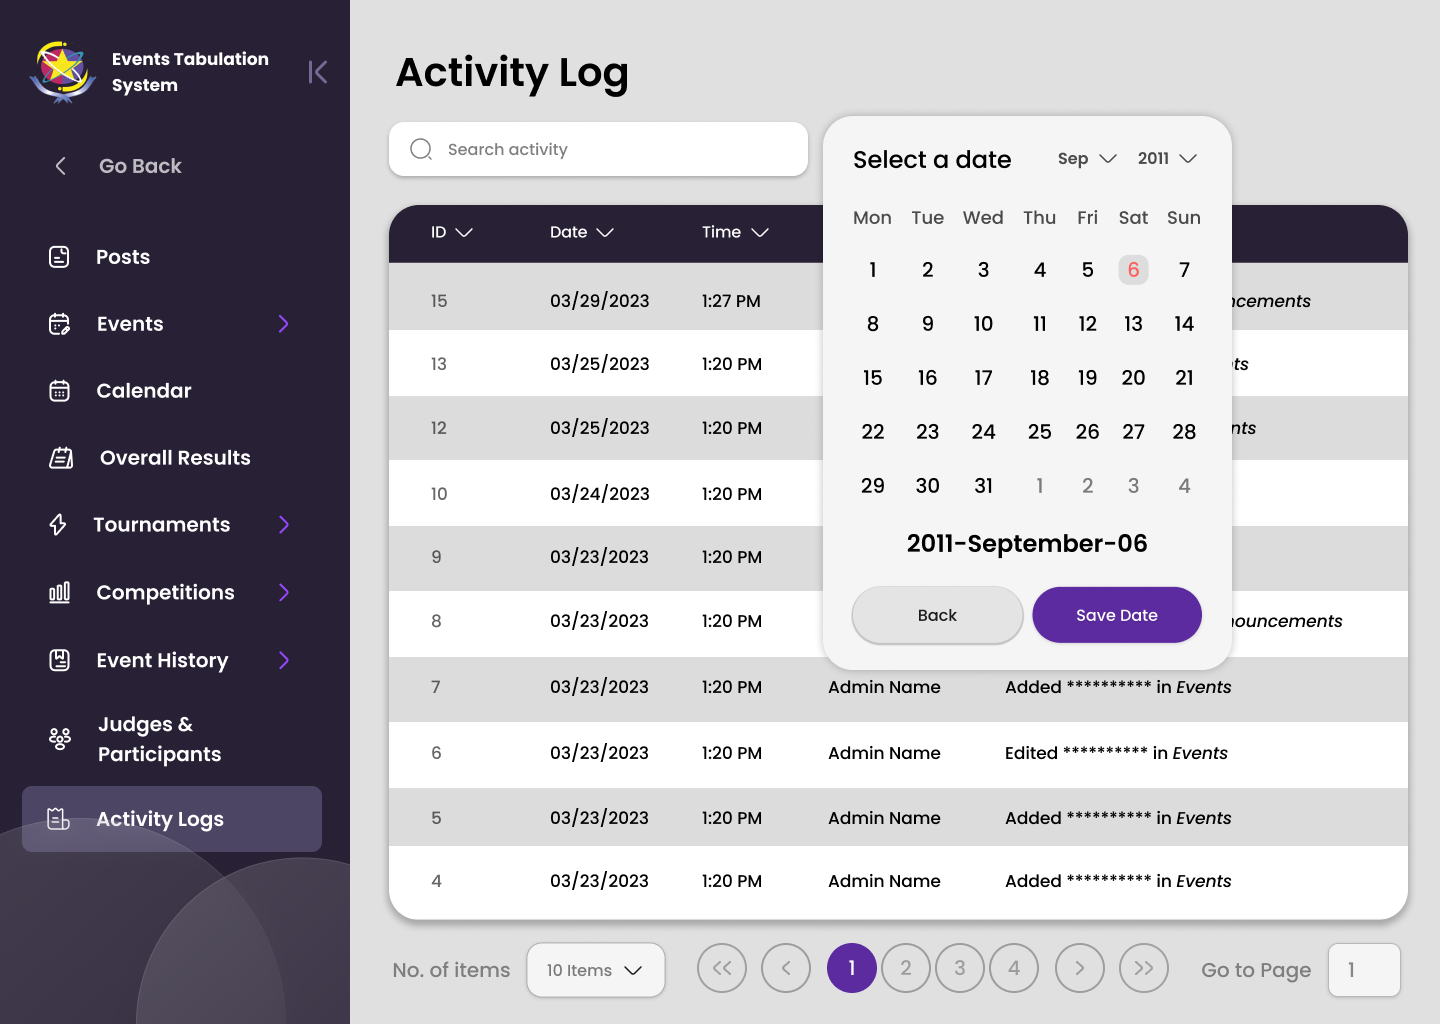 Events Tabulation
System
Go Back
Posts
Events
Calendar
Overall Results
Tournaments
Competitions
Event History
Judges &
Participants
Activity Logs
Activity Log
Search activity
ID Date Time
15 03/29/2023 1:27 PM ncements
13 03/25/2023 1:20 PM ts
12 03/25/2023 1:20 PM nts
10 03/24/2023 1:20 PM
9 03/23/2023 1:20 PM
8 03/23/2023 1:20 PM nouncements
7 03/23/2023 1:20 PM Admin Name Added ********** in Events
6 03/23/2023 1:20 PM Admin Name Edited ********** in Events
5 03/23/2023 1:20 PM Admin Name Added ********** in Events
4 03/23/2023 1:20 PM Admin Name Added ********** in Events
Select a date Sep 2011
Mon Tue Wed Thu Fri Sat Sun
1 2 3 4 5 6 7
8 9 10 11 12 13 14
15 16 17 18 19 20 21
22 23 24 25 26 27 28
29 30 31 1 2 3 4
2011-September-06
Back Save Date
No. of items 10 Items << < 1 2 3 4 > >> Go to Page 1